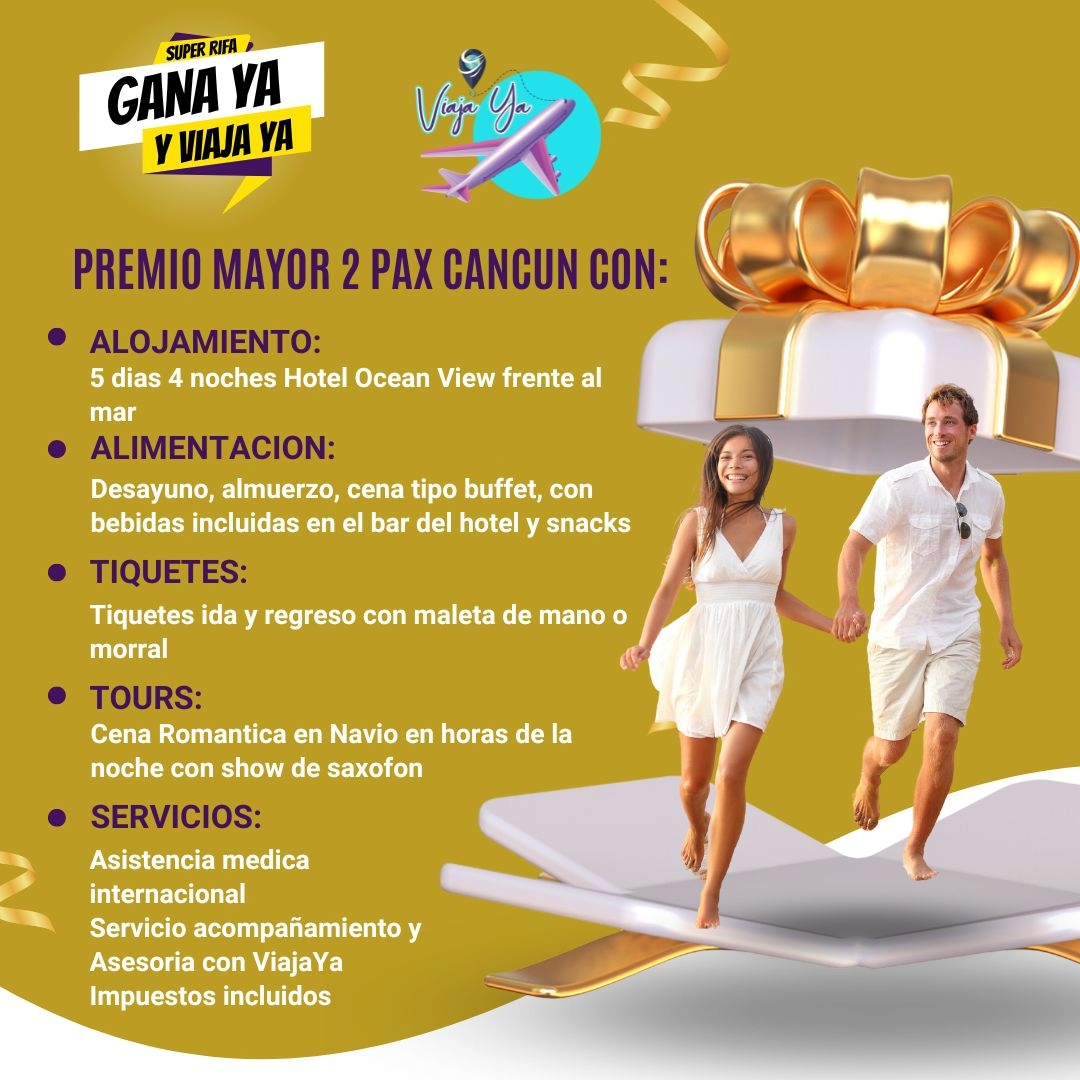 SUPER RIFA
GANA YA
Y VIAJA YA
Viaja Ya
PREMIO MAYOR 2 PAX CANCUN CON:
ALOJAMIENTO:
5 dias 4 noches Hotel Ocean View frente al
mar
ALIMENTACION:
Desayuno, almuerzo, cena tipo buffet, con
bebidas incluidas en el bar del hotel y snacks
TIQUETES:
Tiquetes ida y regreso con maleta de mano o
morral
TOURS:
Cena Romantica en Navio en horas de la
noche con show de saxofon
SERVICIOS:
Asistencia medica
internacional
Servicio acompañamiento y
Asesoria con ViajaYa
Impuestos incluidos